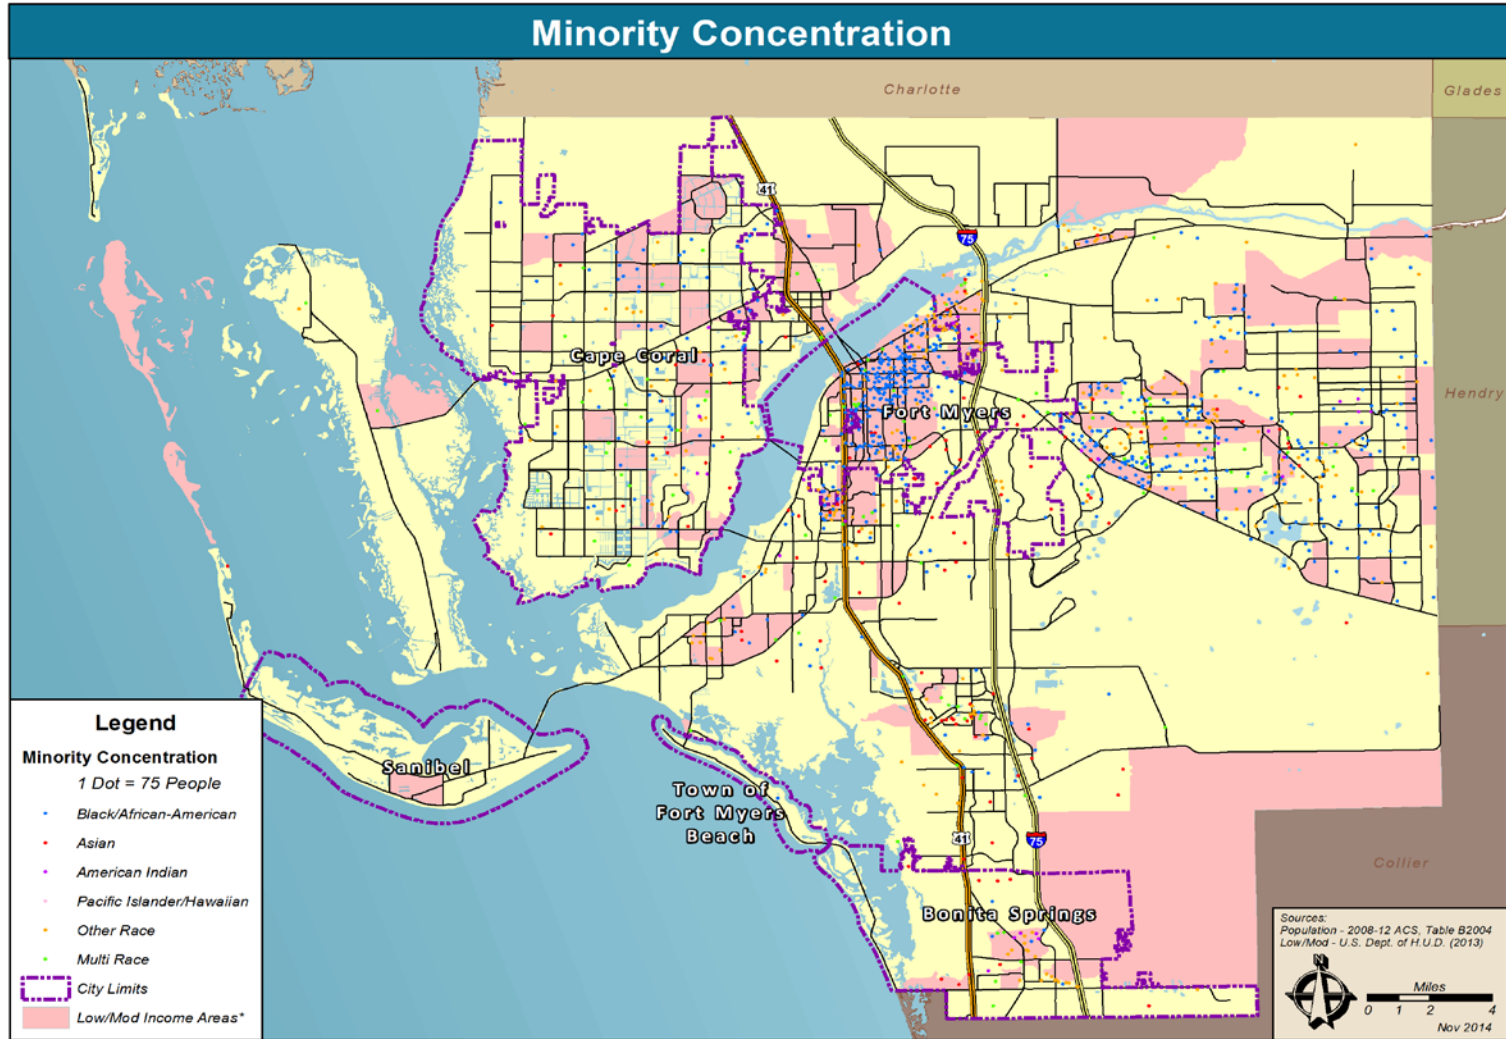 Minority Concentration
Charlotte
Glades
41
75
Cape Coral
Fort Myers
Hendry
Legend
Minority Concentration
1 Dot = 75 People
Black/African-American
Asian
American Indian
Pacific Islander/Hawaiian
Other Race
Multi Race
City Limits
Low/Mod Income Areas*
Sanibel
Town of
Fort Myers
Beach
41
75
Collier
Bonita Springs
Sources:
Population - 2008-12 ACS, Table B2004
Low/Mod - U.S. Dept. of H.U.D. (2013)
N
Miles
0 1 2 4
Nov 2014